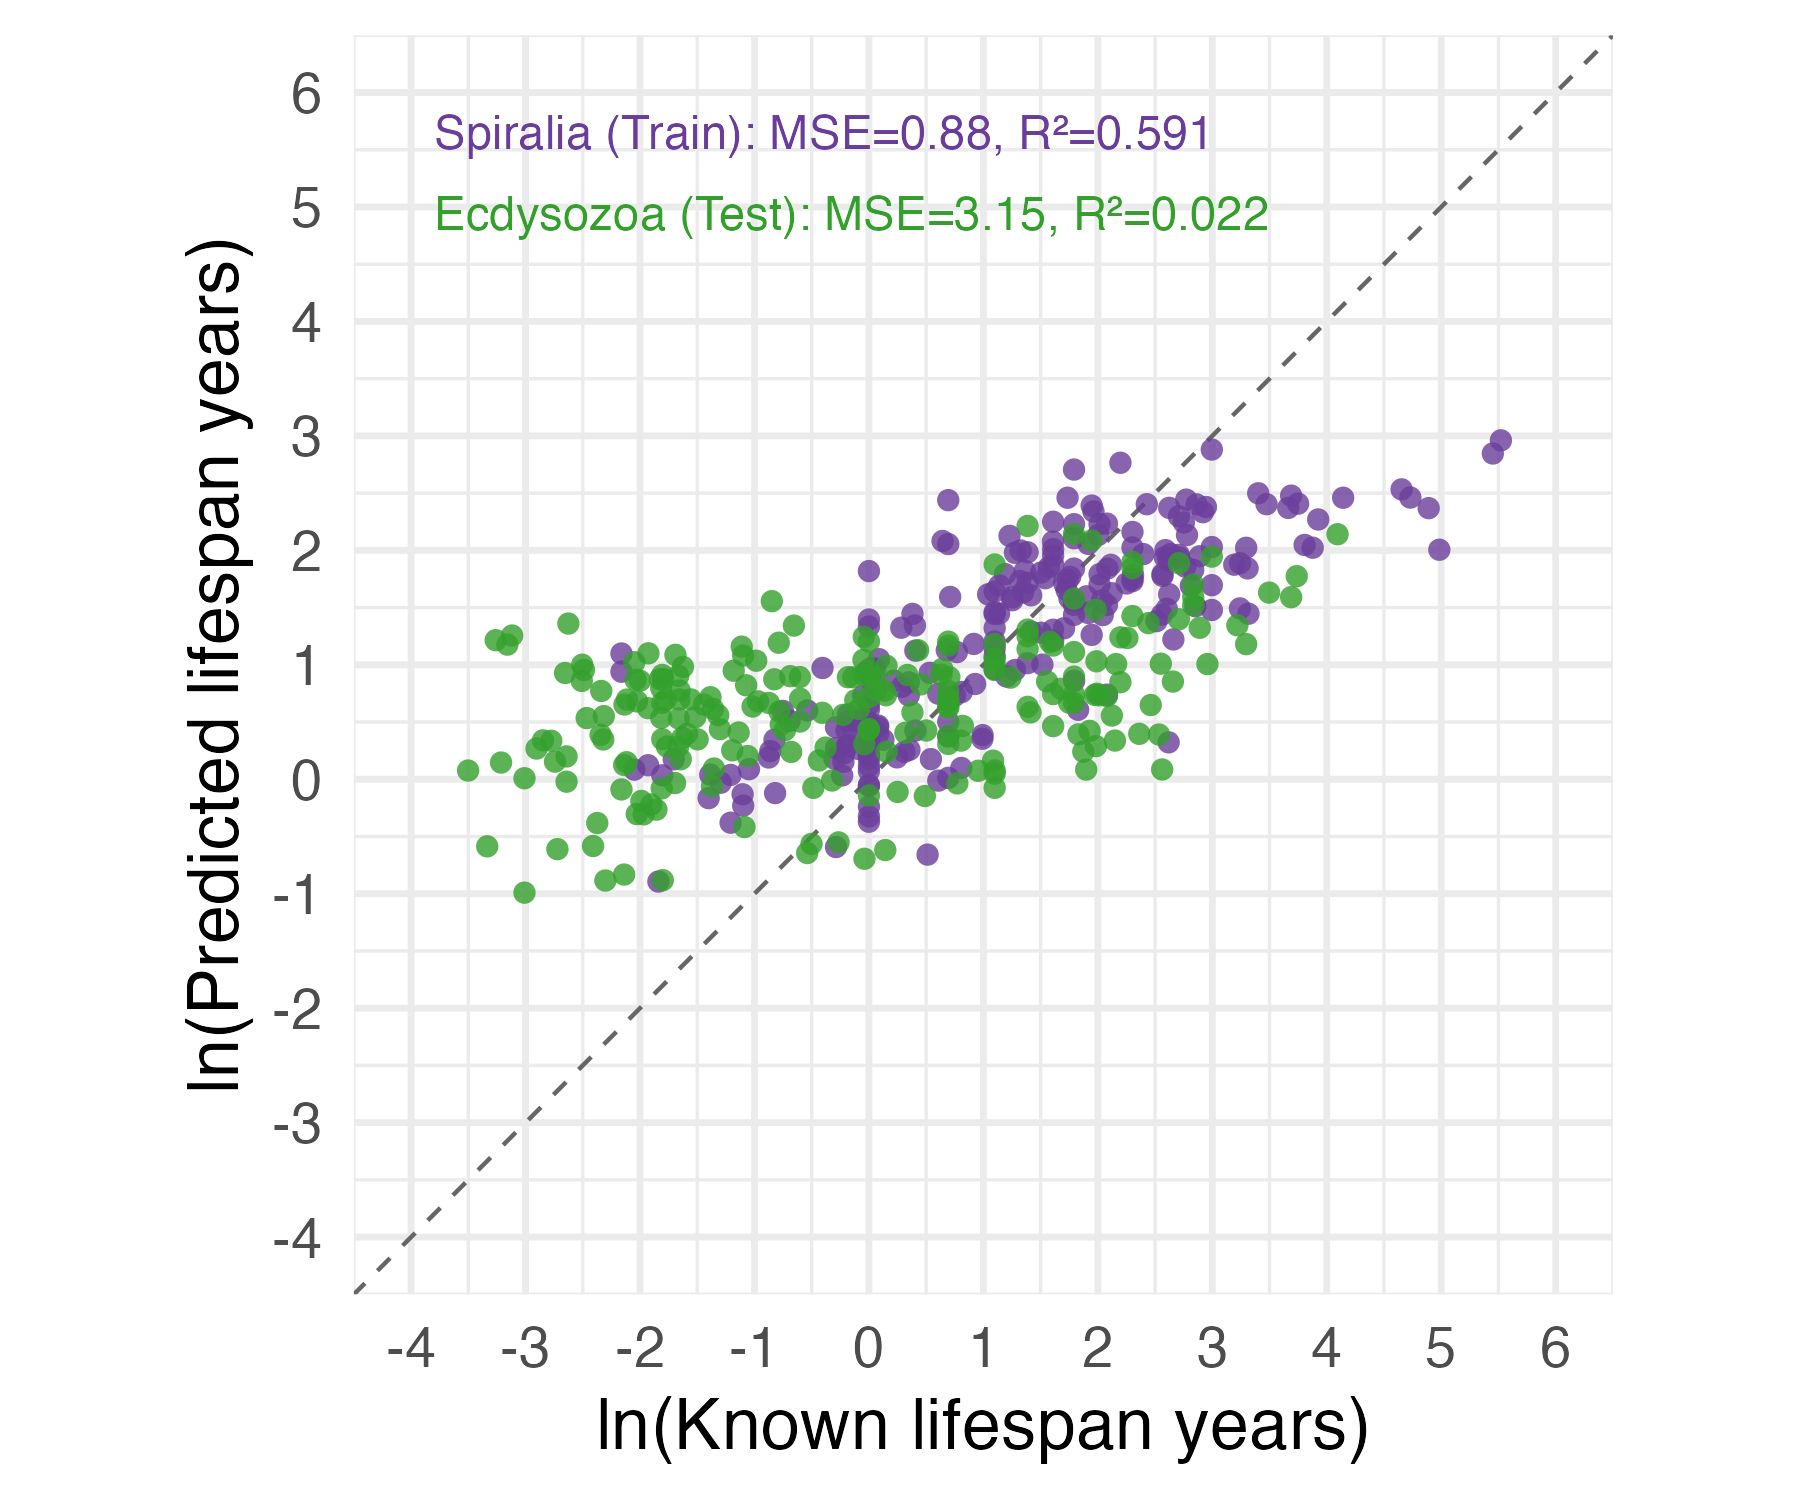 Spiralia (Train): MSE=0.88, R²=0.591
Ecdysozoa (Test): MSE=3.15, R²=0.022
ln(Predicted lifespan years)
6
5
4
3
2
1
0
-1
-2
-3
-4
-4 -3 -2 -1 0 1 2 3 4 5 6
ln(Known lifespan years)